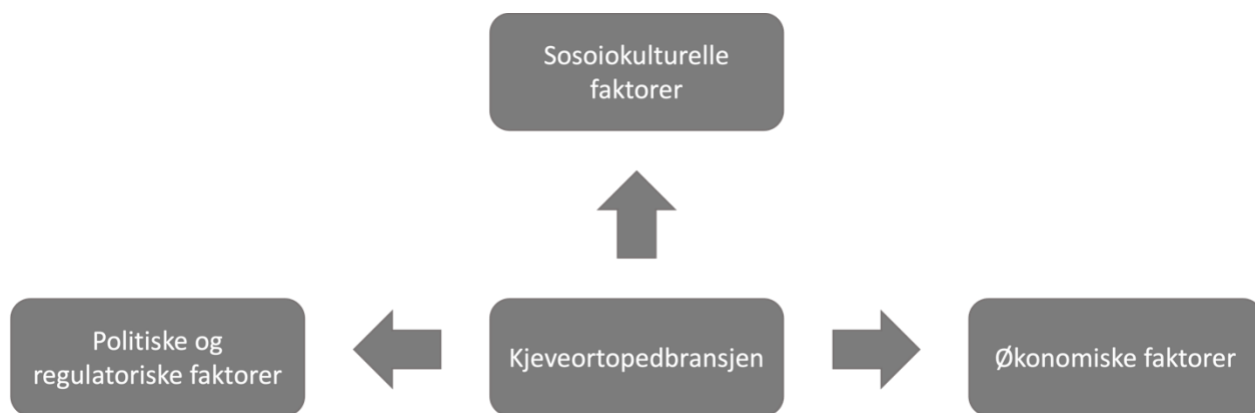 Sosoiokulturelle
faktorer
Politiske og
regulatoriske faktorer
Kjeveortopedbransjen
Økonomiske faktorer